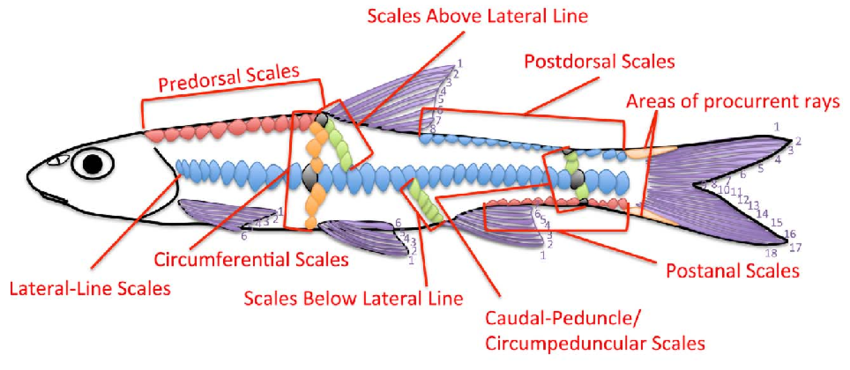 Scales Above Lateral Line
Predorsal Scales
Postdorsal Scales
Areas of procurrent rays
Circumferential Scales
Lateral-Line Scales
Scales Below Lateral Line
Postanal Scales
Caudal-Peduncle/
Circumpeduncular Scales